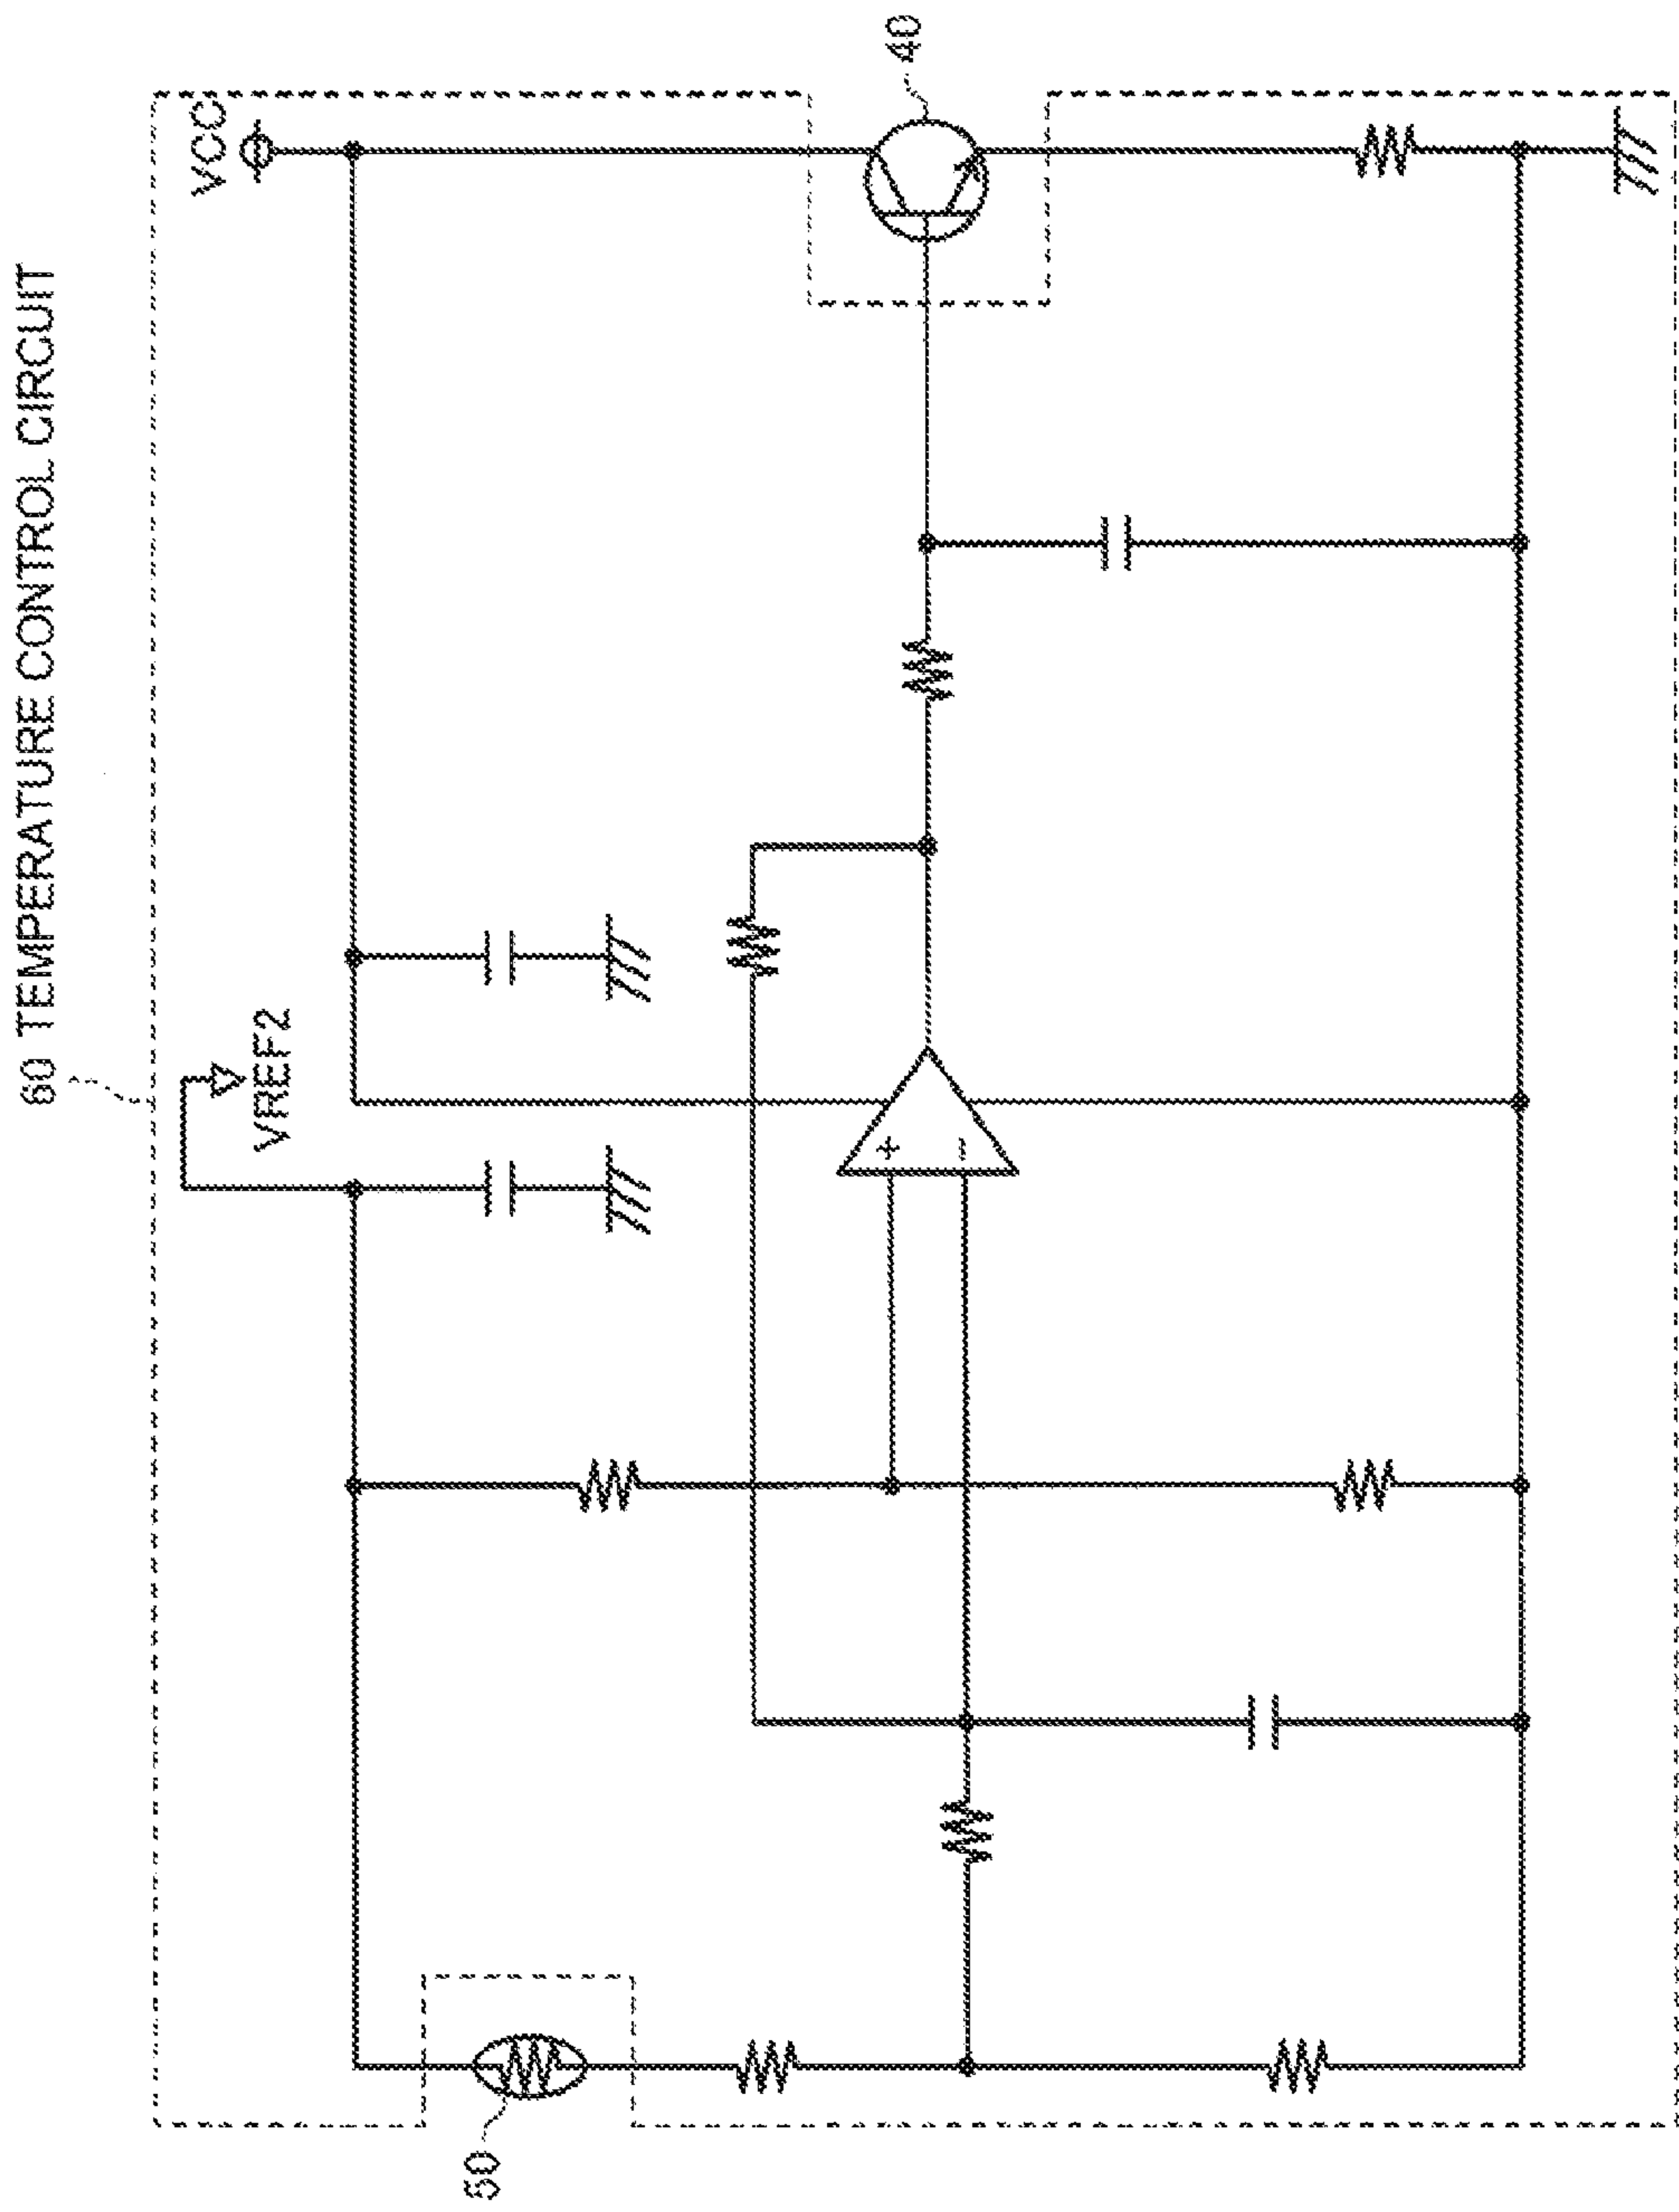 60 TEMPERATURE CONTROL CIRCUIT
VCC
VREF2
40
50
+
−